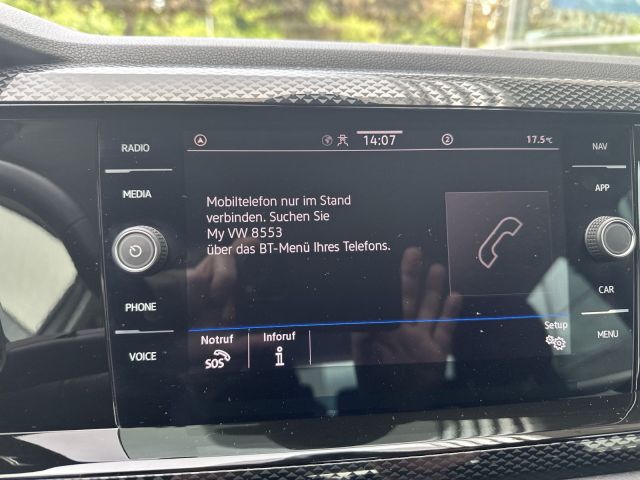 RADIO
MEDIA
PHONE
VOICE
14:07
2
17.5°C
Mobiltelefon nur im Stand
verbinden. Suchen Sie
My VW 8553
über das BT-Menü Ihres Telefons.
Notruf
SOS
Inforuf
i
Setup
NAV
APP
CAR
MENU